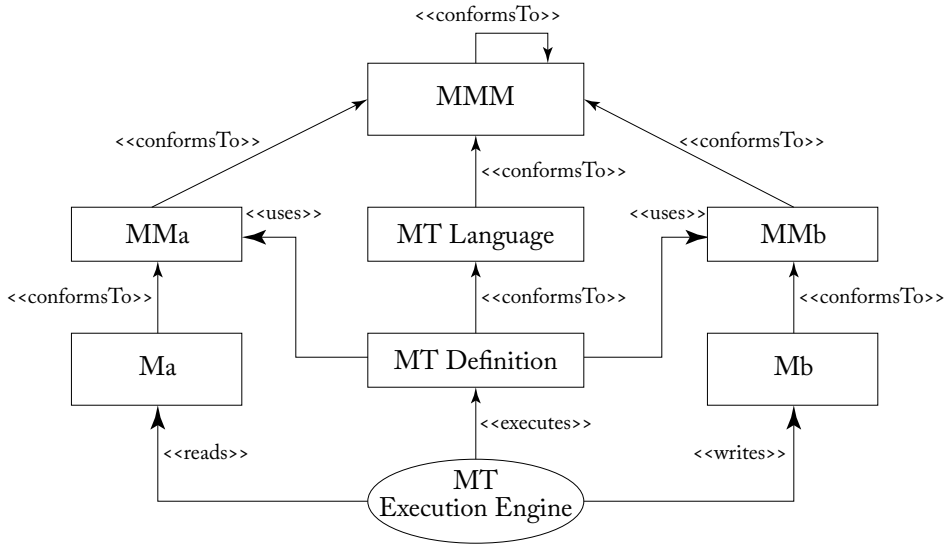 <<conformsTo>>
MMM
<<conformsTo>>
<<conformsTo>>
<<conformsTo>>
<<uses>>
<<uses>>
MMa
MT Language
MMb
<<conformsTo>>
<<conformsTo>>
<<conformsTo>>
Ma
MT Definition
Mb
<<executes>>
<<reads>>
<<writes>>
MT
Execution Engine